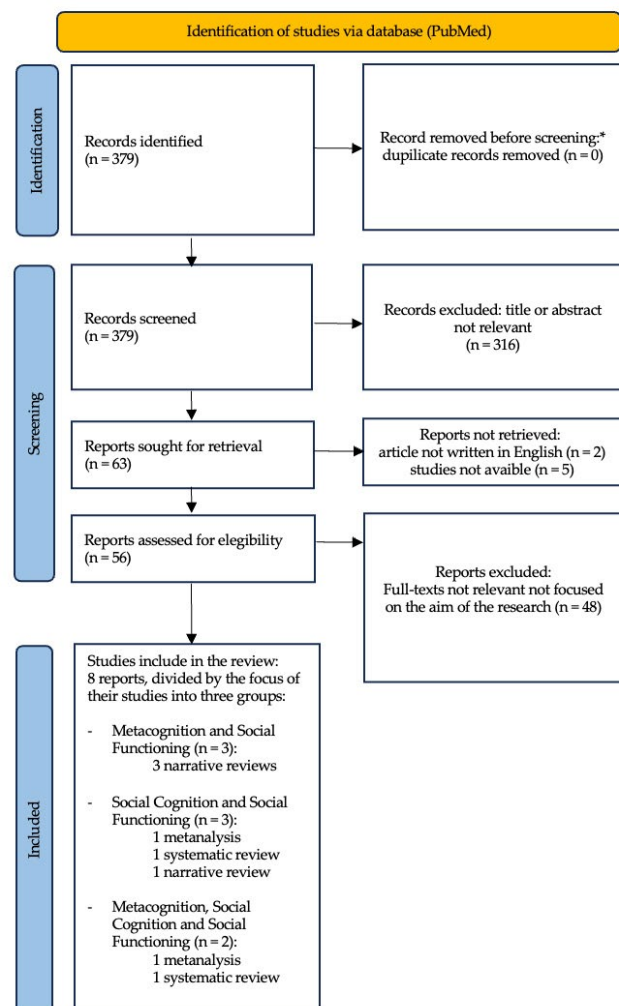 Identification of studies via database (PubMed)
Identification
Records identified
(n = 379)
Record removed before screening:*
dupilicate records removed (n = 0)
Screening
Records screened
(n = 379)
Records excluded: title or abstract
not relevant
(n = 316)
Reports sought for retrieval
(n = 63)
Reports not retrieved:
article not written in English (n = 2)
studies not avaible (n = 5)
Reports assessed for elegibility
(n = 56)
Reports excluded:
Full-texts not relevant not focused
on the aim of the research (n = 48)
Included
Studies include in the review:
8 reports, divided by the focus of
their studies into three groups:
- Metacognition and Social
Functioning (n = 3):
3 narrative reviews
- Social Cognition and Social
Functioning (n = 3):
1 metanalysis
1 systematic review
1 narrative review
- Metacognition, Social
Cognition and Social
Functioning (n = 2):
1 metanalysis
1 systematic review